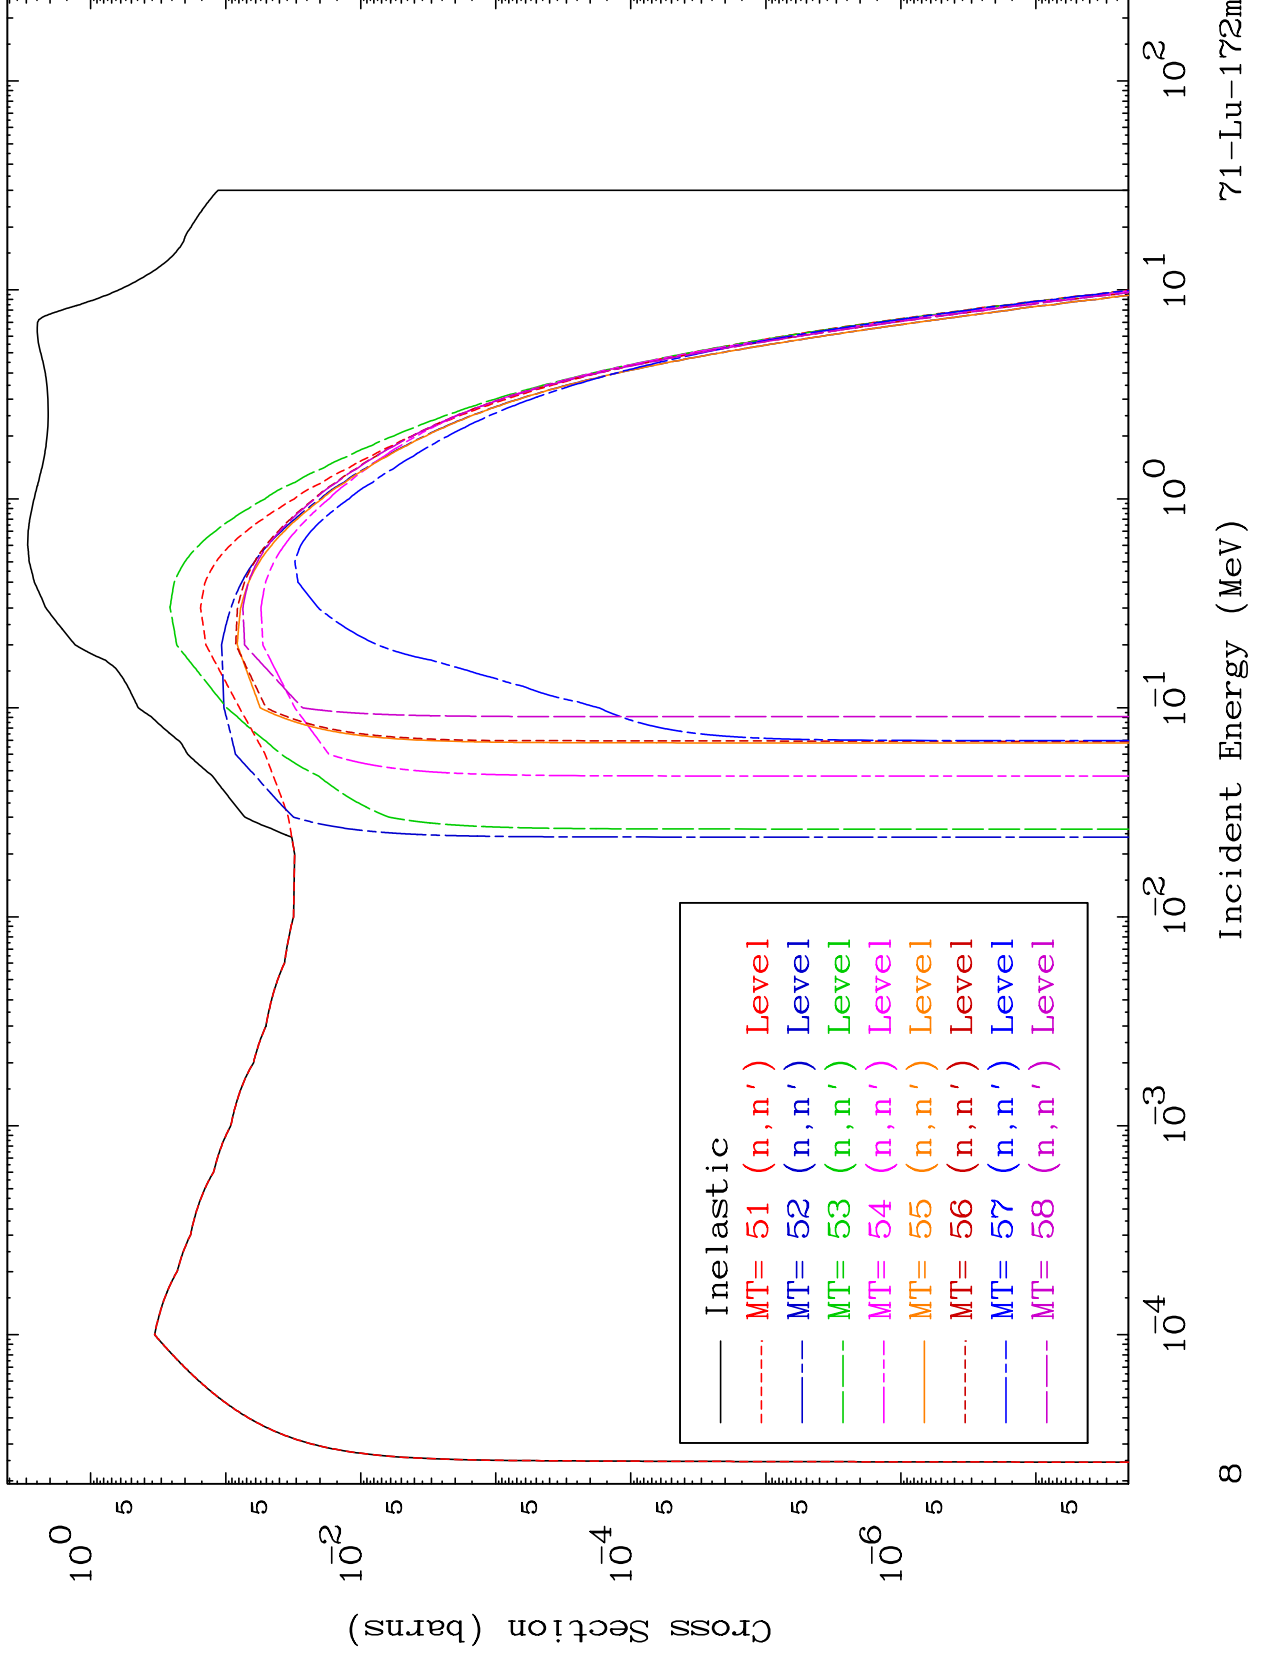 Cross Section (barns)
10^0
5
5
10^-2
5
5
10^-4
5
5
10^-6
5
5
Inelastic
MT= 51 (n,n') Level
MT= 52 (n,n') Level
MT= 53 (n,n') Level
MT= 54 (n,n') Level
MT= 55 (n,n') Level
MT= 56 (n,n') Level
MT= 57 (n,n') Level
MT= 58 (n,n') Level
10^-4
10^-3
10^-2
10^-1
10^0
10^1
10^2
Incident Energy (MeV)
8
71-Lu-172m